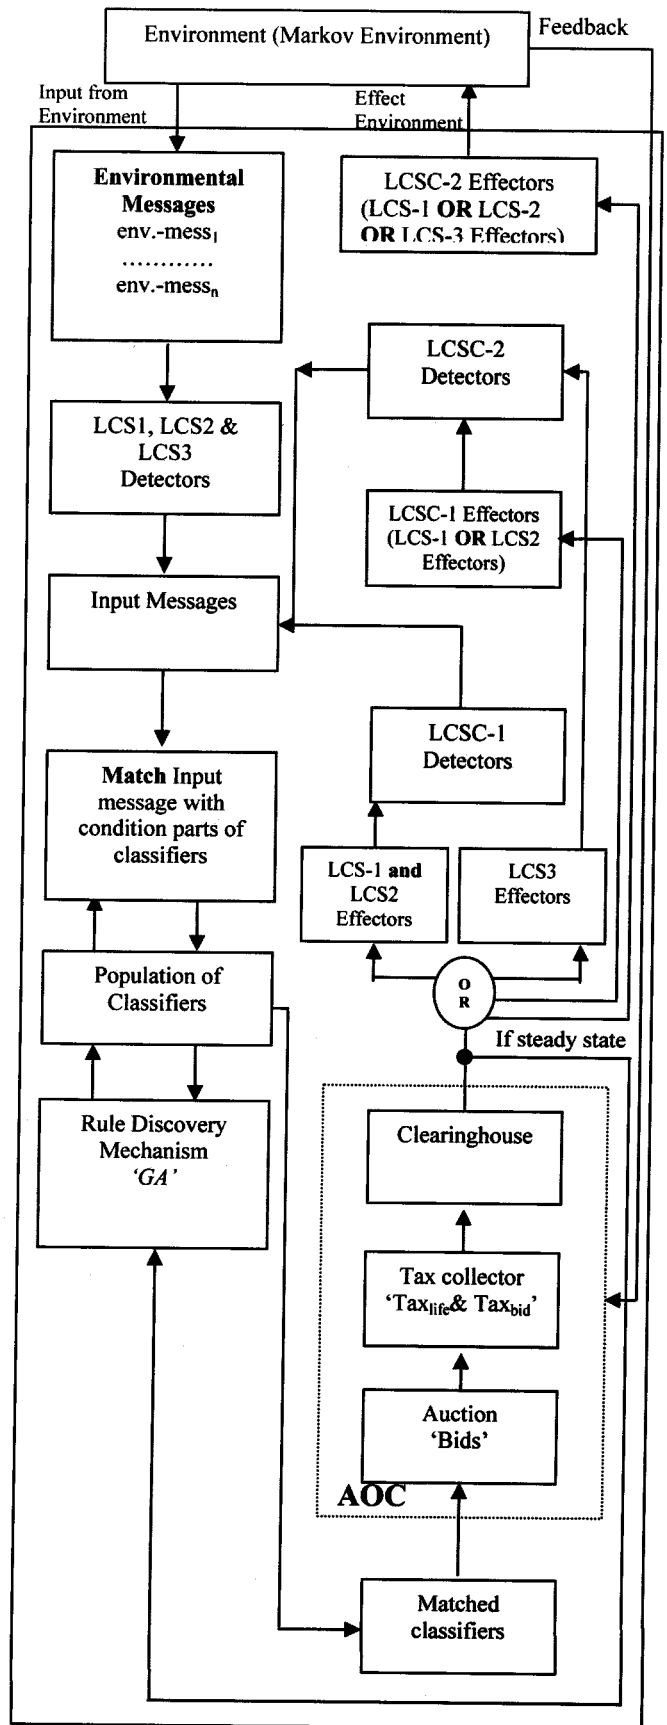 Environment (Markov Environment)
Feedback
Input from
Environment
Effect
Environment
Environmental
Messages
env.-mess1
............
env.-messn
LCSC-2 Effectors
(LCS-1 OR LCS-2
OR LCS-3 Effectors)
LCSC-2
Detectors
LCS1, LCS2 &
LCS3
Detectors
LCSC-1 Effectors
(LCS-1 OR LCS2
Effectors)
Input Messages
LCSC-1
Detectors
Match Input
message with
condition parts of
classifiers
LCS-1 and
LCS2
Effectors
LCS3
Effectors
Population of
Classifiers
O
R
If steady state
Rule Discovery
Mechanism
‘GA’
Clearinghouse
Tax collector
‘Taxlife& Taxbid’
Auction
‘Bids’
AOC
Matched
classifiers